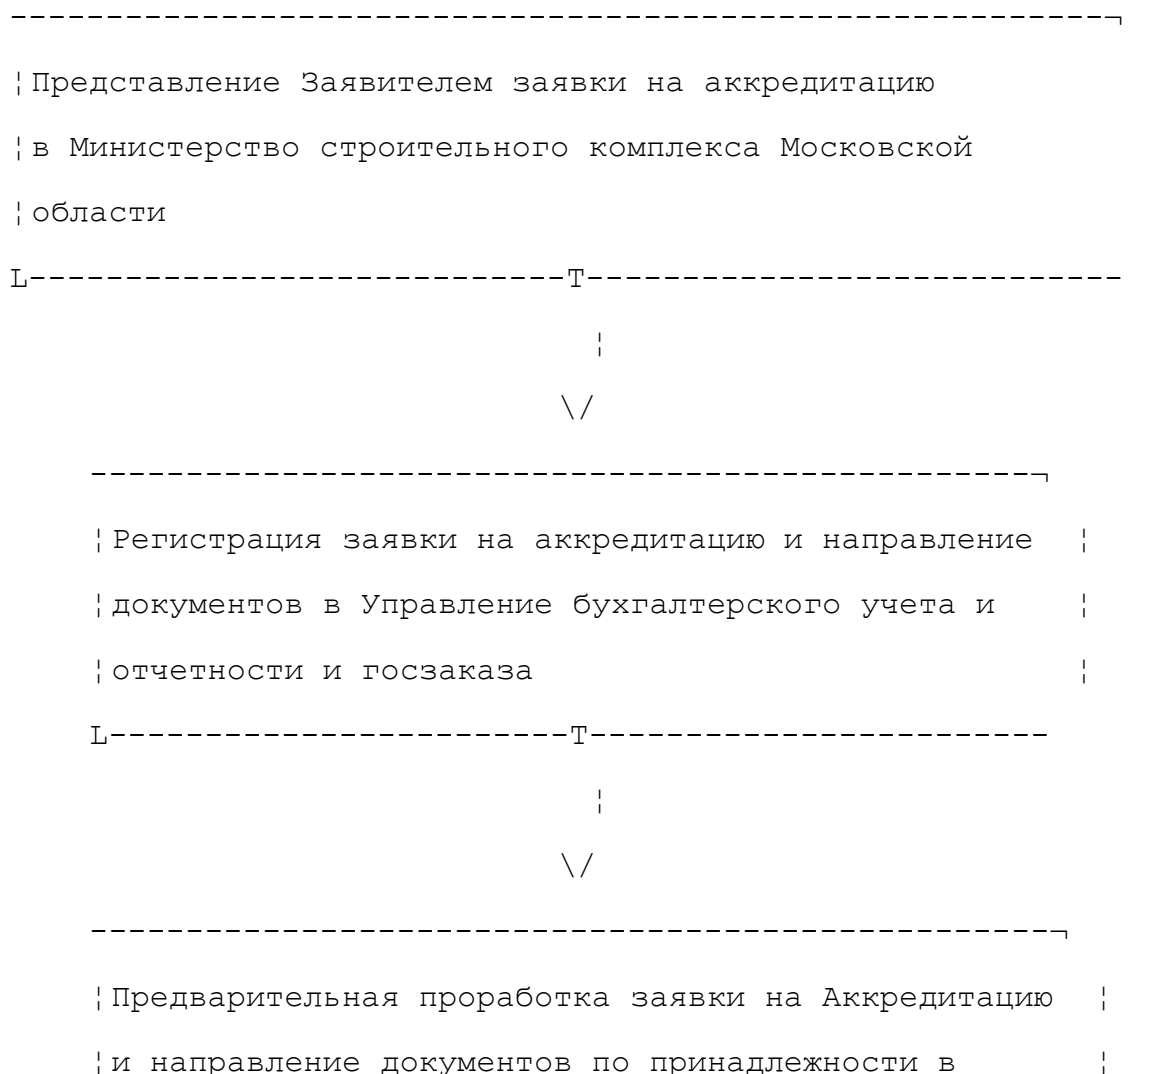 Представление Заявителем заявки на аккредитацию
в Министерство строительного комплекса Московской
области
Регистрация заявки на аккредитацию и направление
документов в Управление бухгалтерского учета и
отчетности и госзаказа
Предварительная проработка заявки на Аккредитацию
и направление документов по принадлежности в